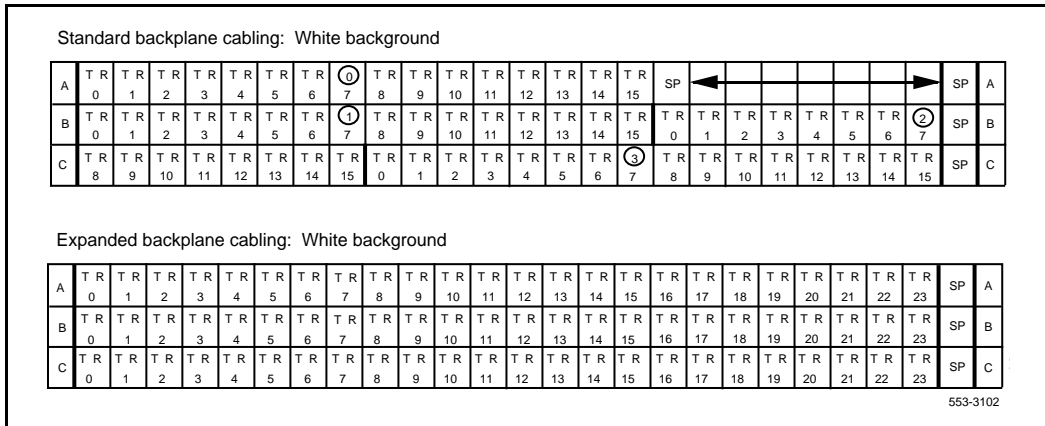 Standard backplane cabling: White background
A T R T R T R T R T R T R T R 0 T R T R T R T R T R T R T R T R SP SP A
0 1 2 3 4 5 6 7 8 9 10 11 12 13 14 15
B T R T R T R T R T R T R T R 1 T R T R T R T R T R T R T R T R T R T R T R T R T R T R T R 2 SP B
0 1 2 3 4 5 6 7 8 9 10 11 12 13 14 15 0 1 2 3 4 5 6 7
C T R T R T R T R T R T R T R T R T R T R T R T R T R T R T R 3 T R T R T R T R T R T R T R T R SP C
8 9 10 11 12 13 14 15 0 1 2 3 4 5 6 7 8 9 10 11 12 13 14 15
Expanded backplane cabling: White background
A T R T R T R T R T R T R T R T R T R T R T R T R T R T R T R T R T R T R T R T R T R T R T R T R SP A
0 1 2 3 4 5 6 7 8 9 10 11 12 13 14 15 16 17 18 19 20 21 22 23
B T R T R T R T R T R T R T R T R T R T R T R T R T R T R T R T R T R T R T R T R T R T R T R T R SP B
0 1 2 3 4 5 6 7 8 9 10 11 12 13 14 15 16 17 18 19 20 21 22 23
C T R T R T R T R T R T R T R T R T R T R T R T R T R T R T R T R T R T R T R T R T R T R T R T R SP C
0 1 2 3 4 5 6 7 8 9 10 11 12 13 14 15 16 17 18 19 20 21 22 23
553-3102